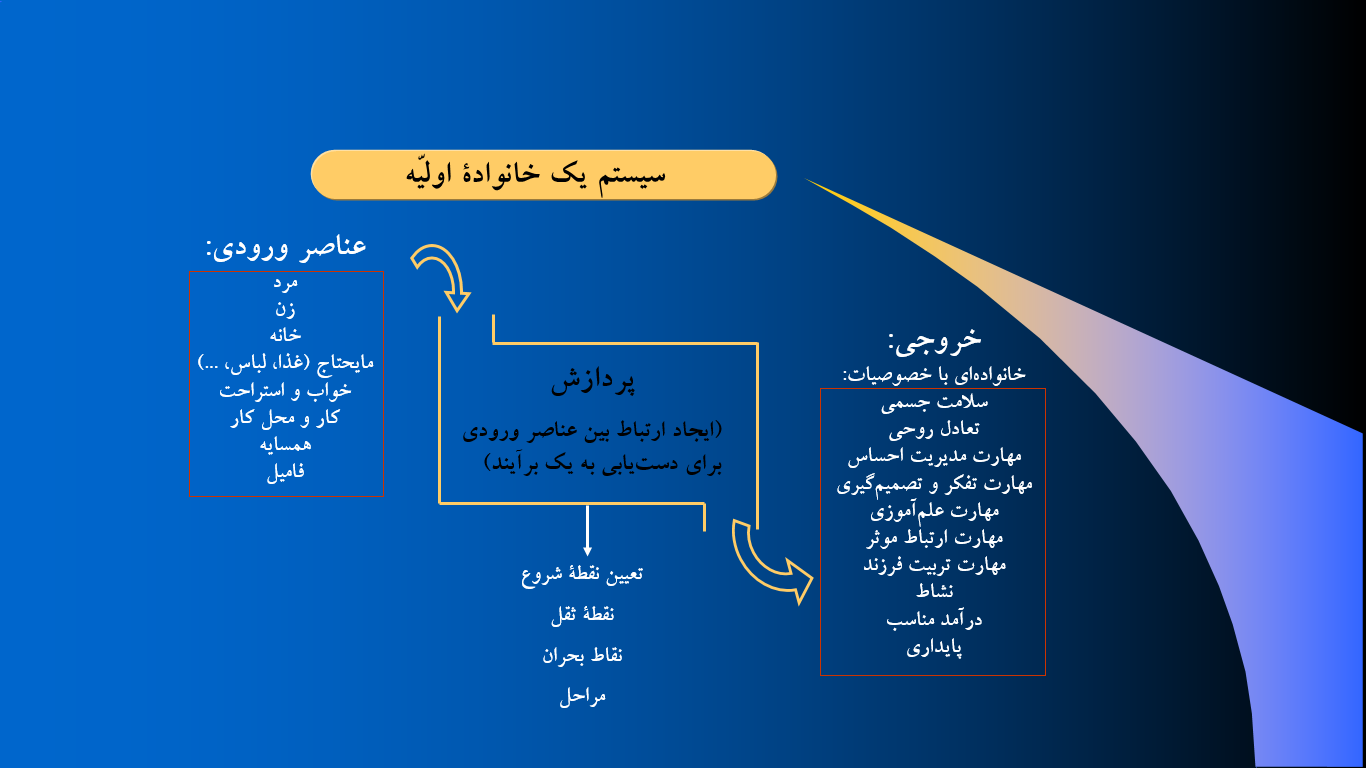 سیستم یک خانوادهٔ اولیّه
عناصر ورودی:
مرد
زن
خانه
مایحتاج (غذا، لباس، ...)
خواب و استراحت
کار و محل کار
همسایه
فامیل
پردازش
(ایجاد ارتباط بین عناصر ورودی
برای دست‌یابی به یک برآیند)
تعیین نقطهٔ شروع
نقطهٔ ثقل
نقاط بحران
مراحل
خروجی:
خانواده‌ای با خصوصیات:
سلامت جسمی
تعادل روحی
مهارت مدیریت احساس
مهارت تفکر و تصمیم‌گیری
مهارت علم‌آموزی
مهارت ارتباط موثر
مهارت تربیت فرزند
نشاط
درآمد مناسب
پایداری